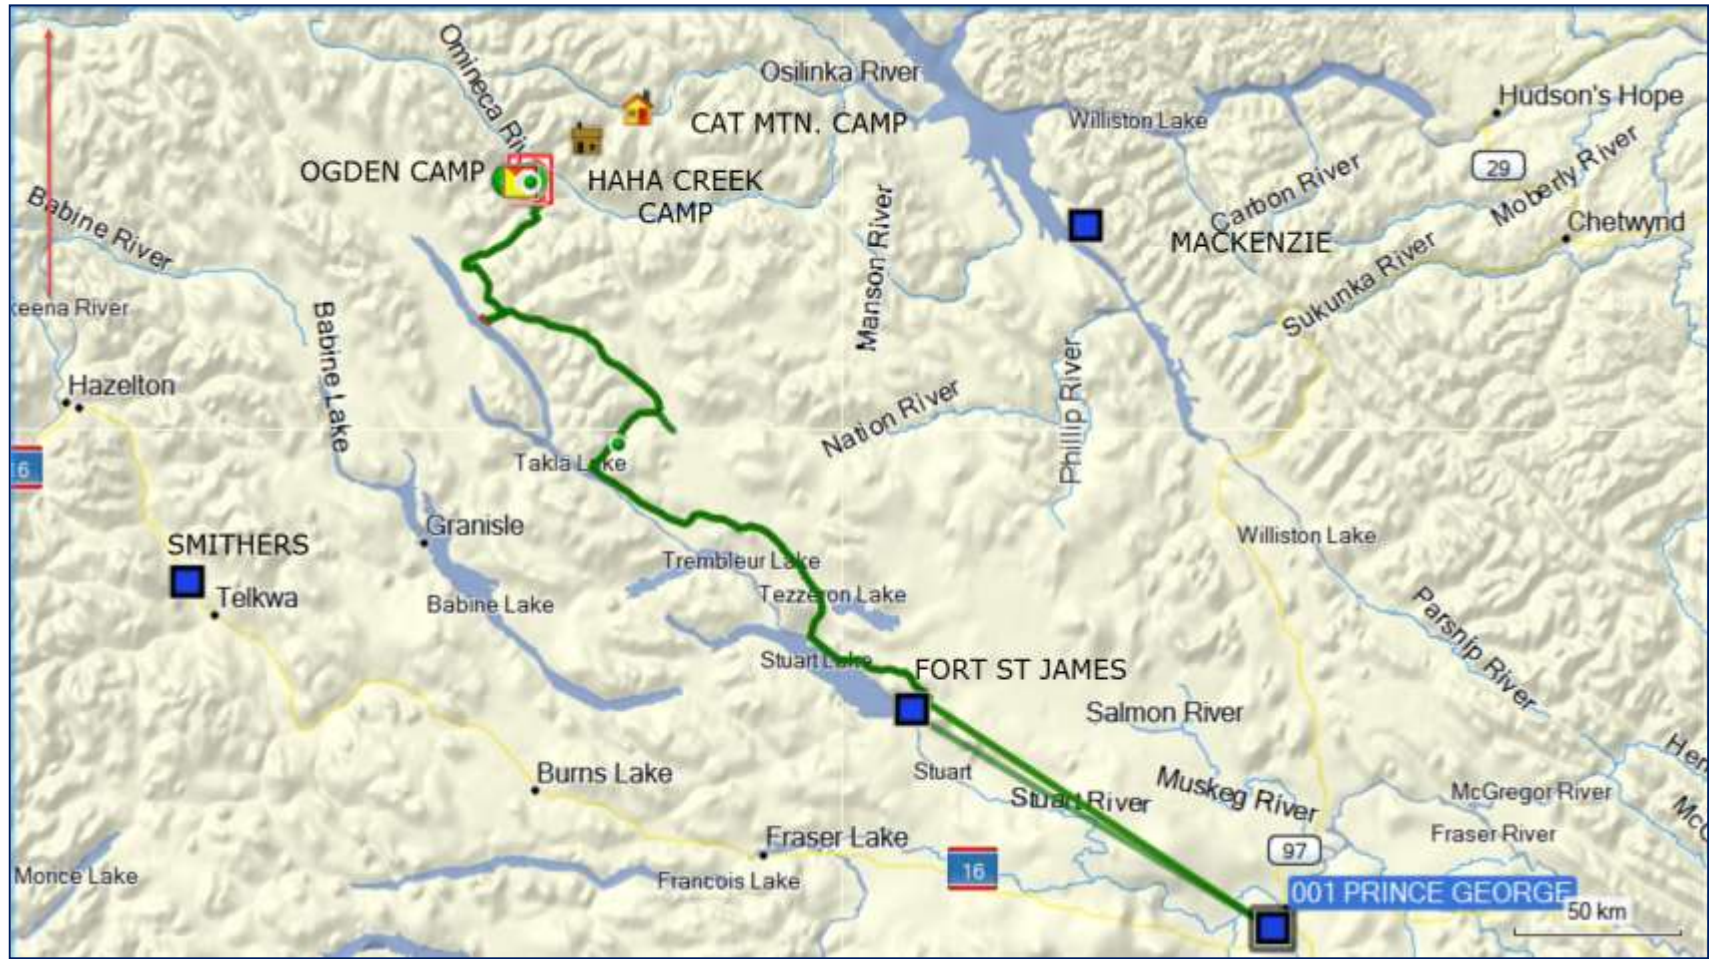 Omineca Riv
Osilinka River
Hudson's Hope
CAT MTN. CAMP
Williston Lake
OGDEN CAMP
HAHA CREEK
CAMP
29
Moberly River
Carbon River
Babine River
Manson River
MACKENZIE
Chetwynd
Sukunka River
keena River
Babine Lake
Phillip River
Hazelton
Nation River
16
Takla Lake
Granisle
SMITHERS
Williston Lake
Trembleur Lake
Telkwa
Babine Lake
Tezzeron Lake
Parsnip River
Stuart Lake
FORT ST JAMES
Salmon River
Burns Lake
Stuart
Stuart River
Muskeg River
McGregor River
Fraser River
Fraser Lake
97
16
Morice Lake
Francois Lake
001 PRINCE GEORGE
50 km